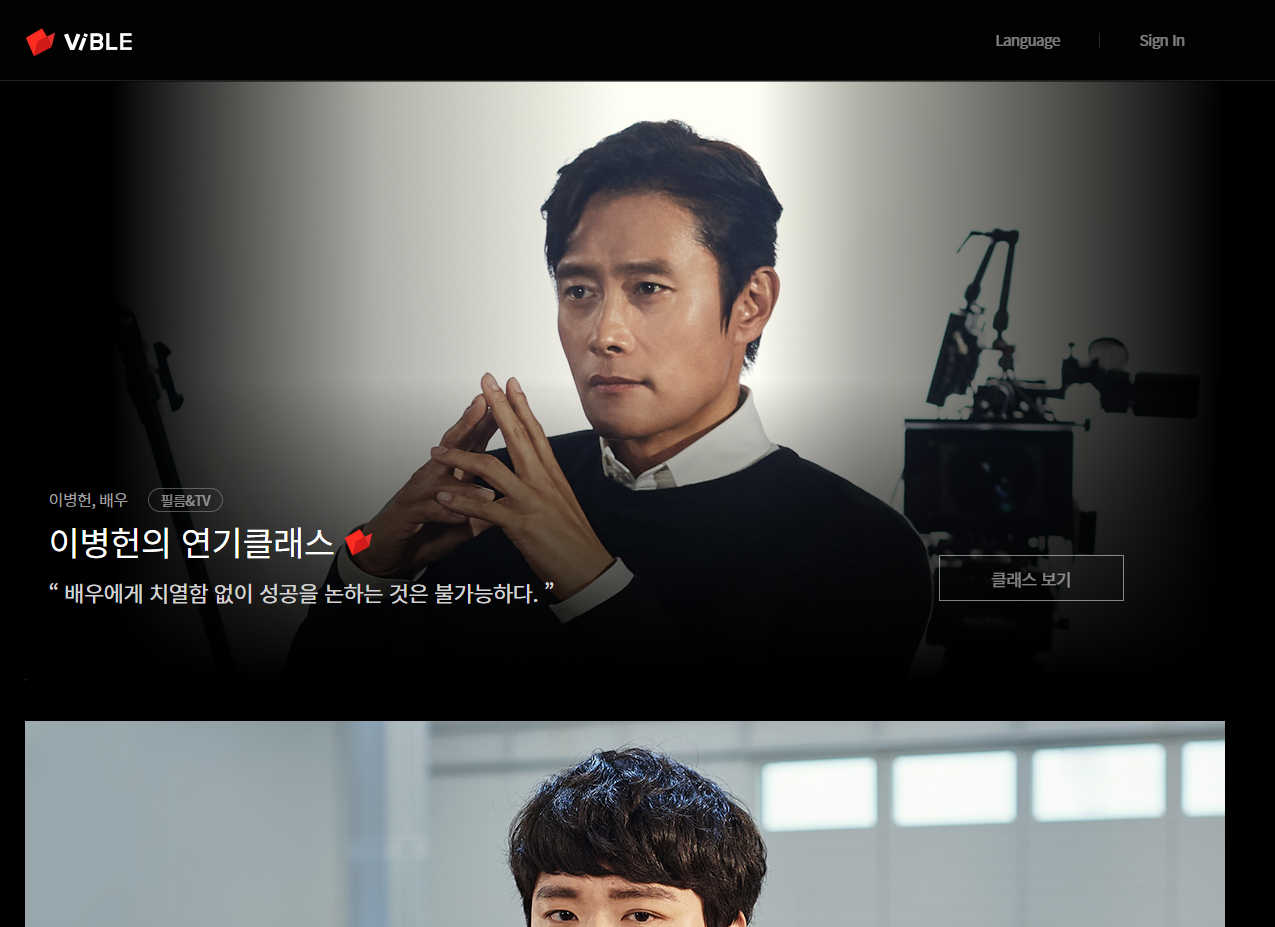 ViBLE
Language
Sign In
이병헌, 배우
필름&TV
이병헌의 연기클래스
“ 배우에게 치열함 없이 성공을 논하는 것은 불가능하다. ”
클래스 보기